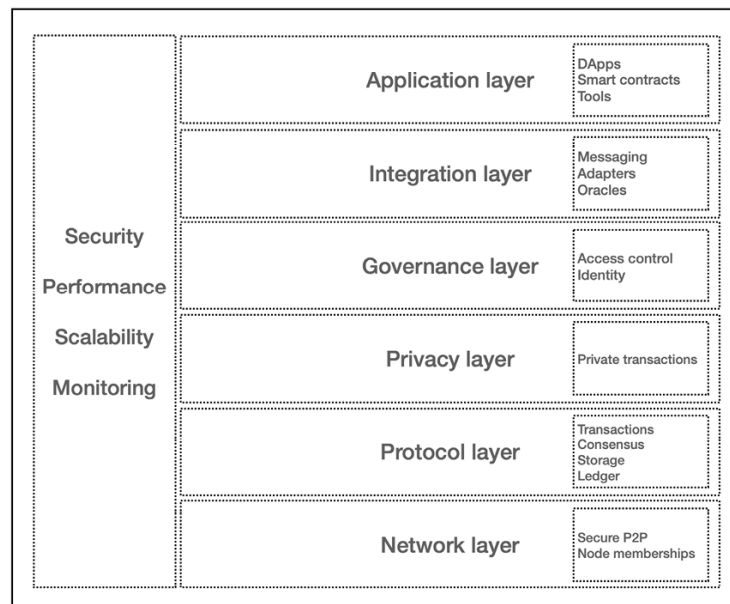 Security
Performance
Scalability
Monitoring
Application layer
DApps
Smart contracts
Tools
Integration layer
Messaging
Adapters
Oracles
Governance layer
Access control
Identity
Privacy layer
Private transactions
Protocol layer
Transactions
Consensus
Storage
Ledger
Network layer
Secure P2P
Node memberships